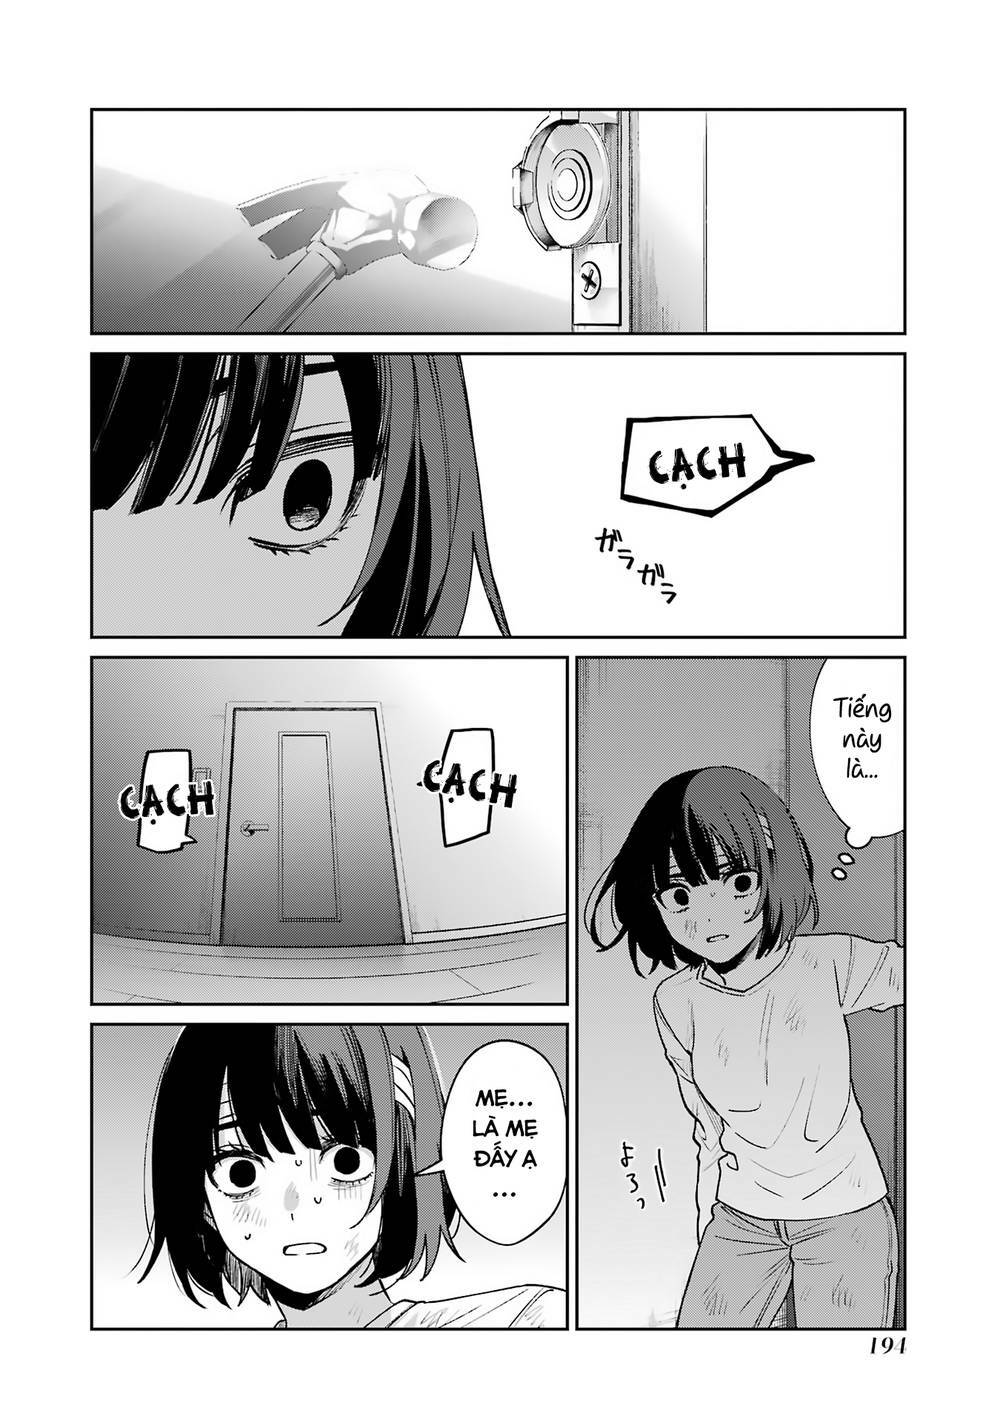 CẠCH
ガラ
ガラ
Tiếng
này
là...
よろっ
CẠCH
CẠCH
MẸ...
LÀ MẸ
ĐẤY Ạ
...
194